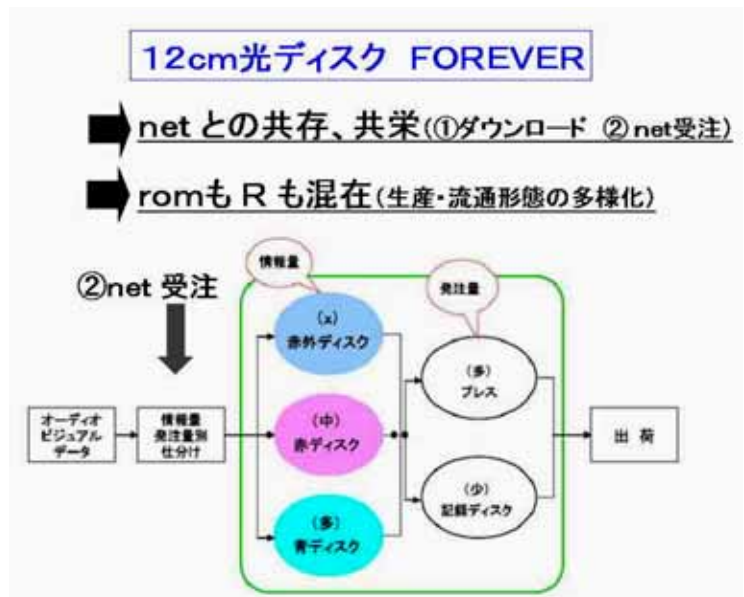 12cm光ディスク FOREVER
net との共存、共栄(①ダウンロード ②net受注)
romも R も混在(生産・流通形態の多様化)
②net 受注
情報量
発注量
(x)
赤外ディスク
(中)
赤ディスク
(多)
青ディスク
(多)
プレス
(少)
記録ディスク
オーディオ
ビジュアル
データ
情報量
発注量別
仕分け
出 荷